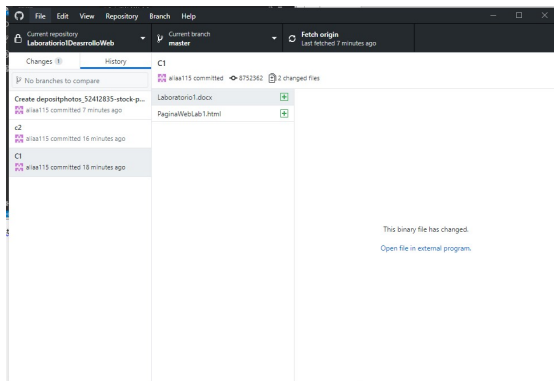 File Edit View Repository Branch Help
Current repository
Laboratiorio1DeasrrolloWeb
Current branch
master
Fetch origin
Last fetched 7 minutes ago
Changes 1
History
No branches to compare
Create depositphotos_52412835-stock-p...
aliaa115 committed 7 minutes ago
c2
aliaa115 committed 16 minutes ago
C1
aliaa115 committed 18 minutes ago
C1
aliaa115 committed 8752362 2 changed files
Laboratorio1.docx
PaginaWebLab1.html
This binary file has changed.
Open file in external program.